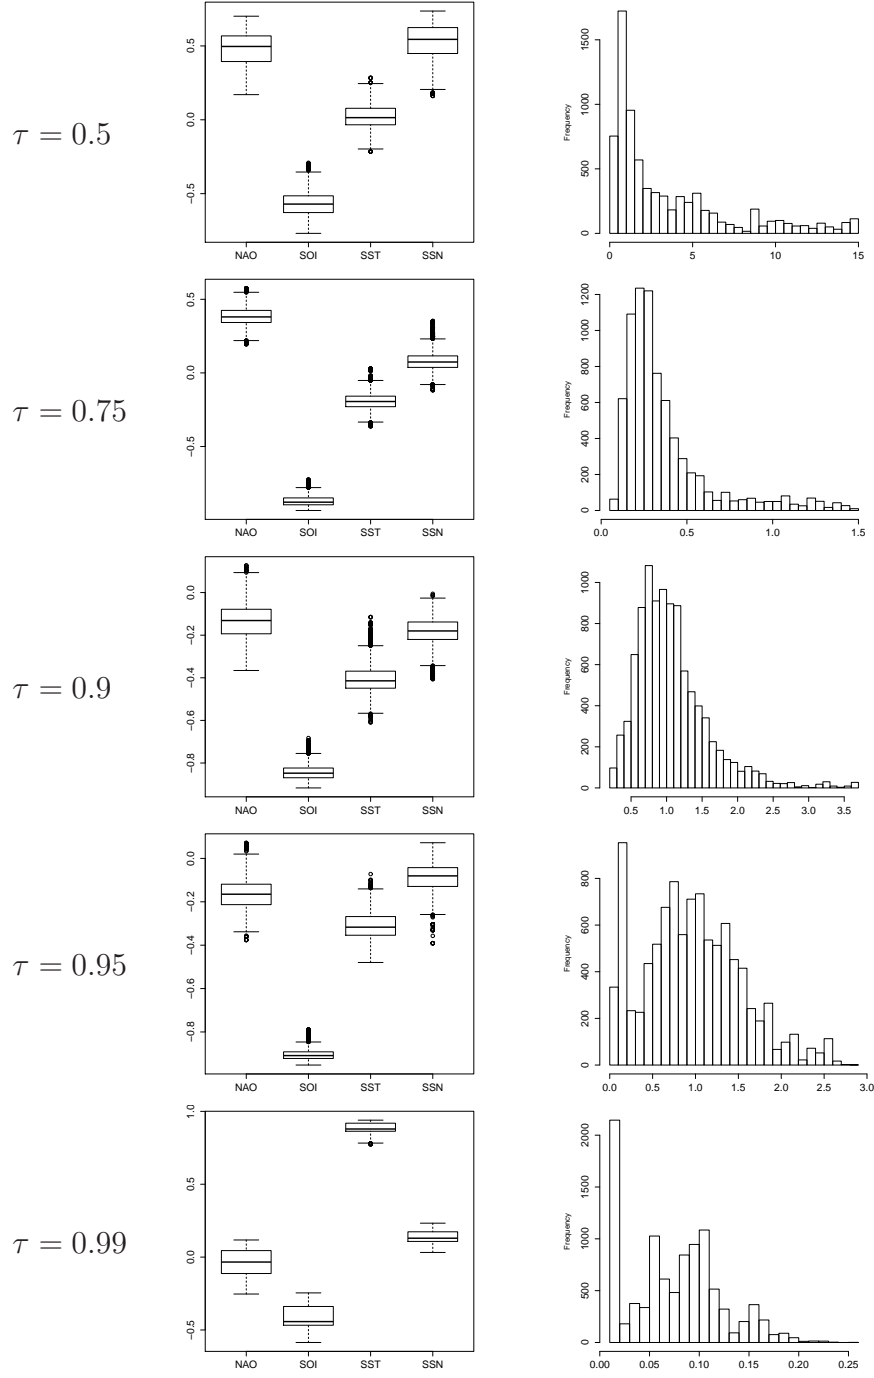 τ = 0.5
0.5
0.0
−0.5
NAO SOI SST SSN
Frequency
1500
1000
500
0
0 5 10 15
τ = 0.75
0.5
0.0
−0.5
NAO SOI SST SSN
Frequency
1200
1000
800
600
400
200
0
0.0 0.5 1.0 1.5
τ = 0.9
0.0
−0.2
−0.4
−0.6
−0.8
NAO SOI SST SSN
Frequency
1000
800
600
400
200
0
0.5 1.0 1.5 2.0 2.5 3.0 3.5
τ = 0.95
0.0
−0.2
−0.4
−0.6
−0.8
NAO SOI SST SSN
Frequency
800
600
400
200
0
0.0 0.5 1.0 1.5 2.0 2.5 3.0
τ = 0.99
1.0
0.5
0.0
−0.5
NAO SOI SST SSN
Frequency
2000
1500
1000
500
0
0.00 0.05 0.10 0.15 0.20 0.25